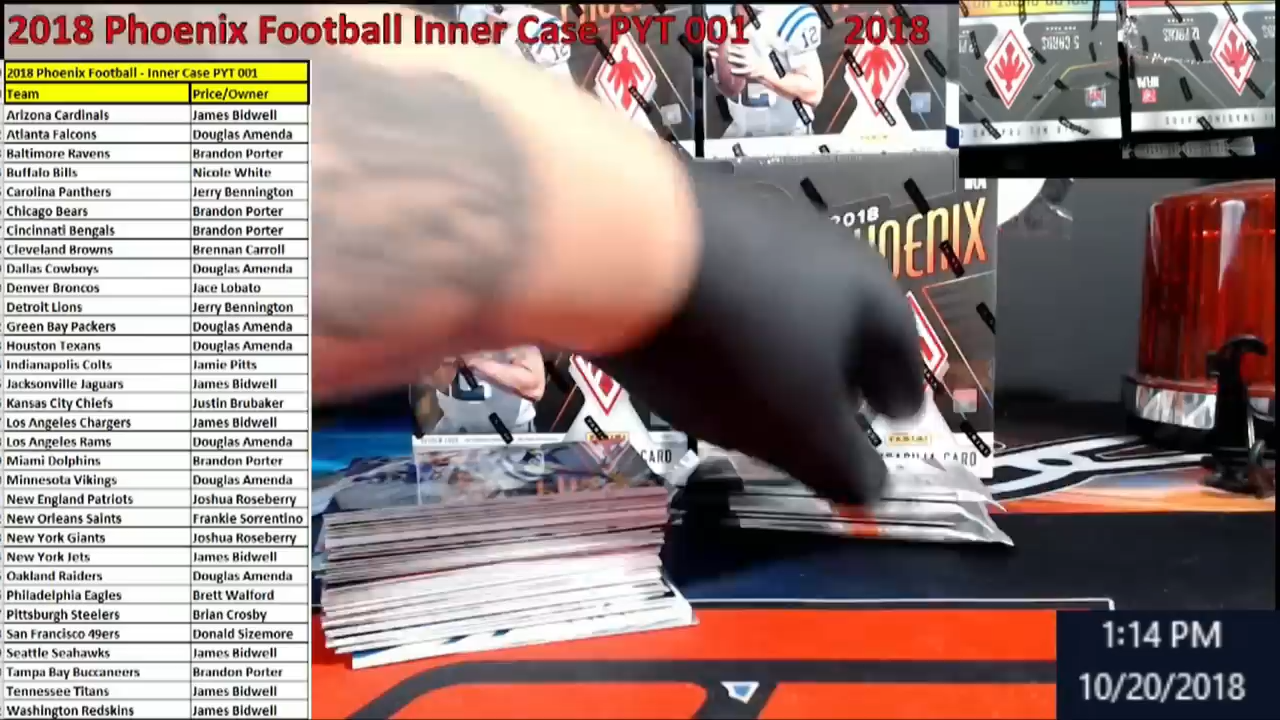 2018 Phoenix Football Inner Case PYT 001 2018
2018 Phoenix Football - Inner Case PYT 001
Team Price/Owner
Arizona Cardinals James Bidwell
Atlanta Falcons Douglas Amenda
Baltimore Ravens Brandon Porter
Buffalo Bills Nicole White
Carolina Panthers Jerry Bennington
Chicago Bears Brandon Porter
Cincinnati Bengals Brandon Porter
Cleveland Browns Brennan Carroll
Dallas Cowboys Douglas Amenda
Denver Broncos Jace Lobato
Detroit Lions Jerry Bennington
Green Bay Packers Douglas Amenda
Houston Texans Douglas Amenda
Indianapolis Colts Jamie Pitts
Jacksonville Jaguars James Bidwell
Kansas City Chiefs Justin Brubaker
Los Angeles Chargers James Bidwell
Los Angeles Rams Douglas Amenda
Miami Dolphins Brandon Porter
Minnesota Vikings Douglas Amenda
New England Patriots Joshua Roseberry
New Orleans Saints Frankie Sorrentino
New York Giants Joshua Roseberry
New York Jets James Bidwell
Oakland Raiders Douglas Amenda
Philadelphia Eagles Brett Walford
Pittsburgh Steelers Brian Crosby
San Francisco 49ers Donald Sizemore
Seattle Seahawks James Bidwell
Tampa Bay Buccaneers Brandon Porter
Tennessee Titans James Bidwell
Washington Redskins James Bidwell
12
2018
HOENIX
CARD
PANINI
CARD
5 CARDS
12 PACKS
1:14 PM
10/20/2018